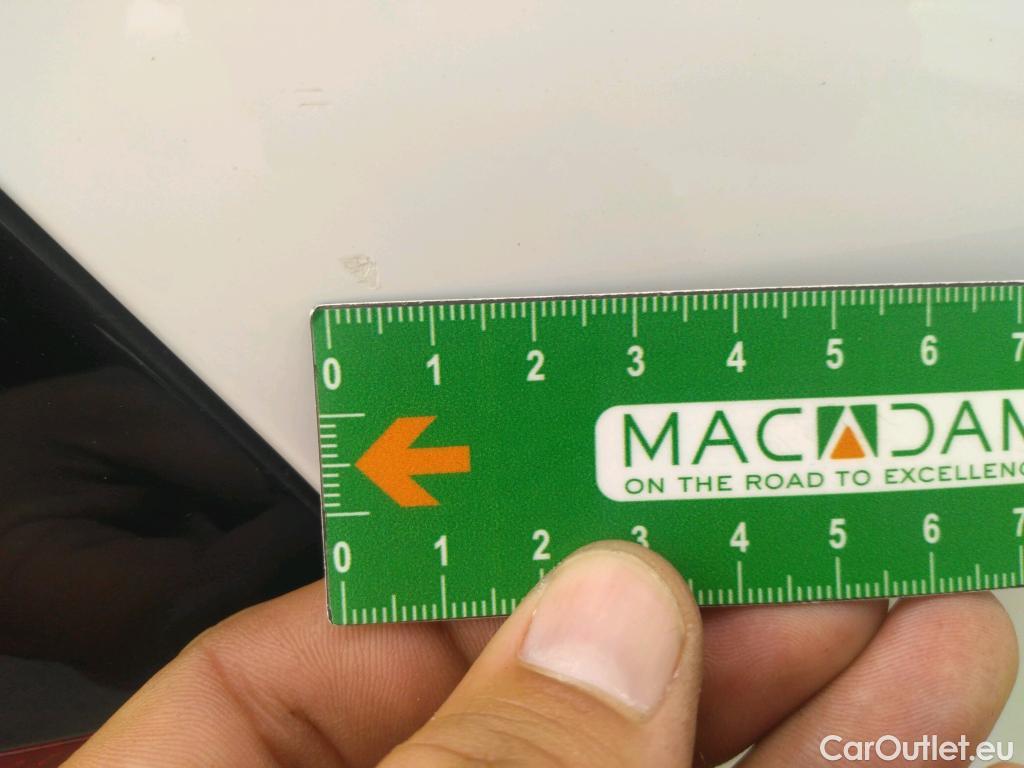 0 1 2 3 4 5 6 7
MACADAM
ON THE ROAD TO EXCELLENC
0 1 2 3 4 5 6 7
CarOutlet.eu